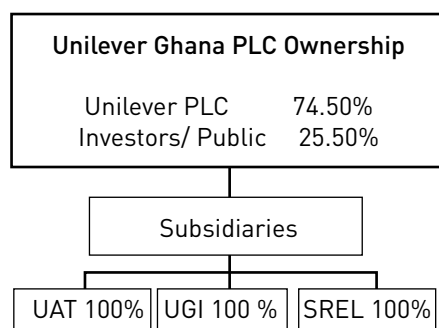 Unilever Ghana PLC Ownership
Unilever PLC 74.50%
Investors/ Public 25.50%
Subsidiaries
UAT 100% UGI 100 % SREL 100%